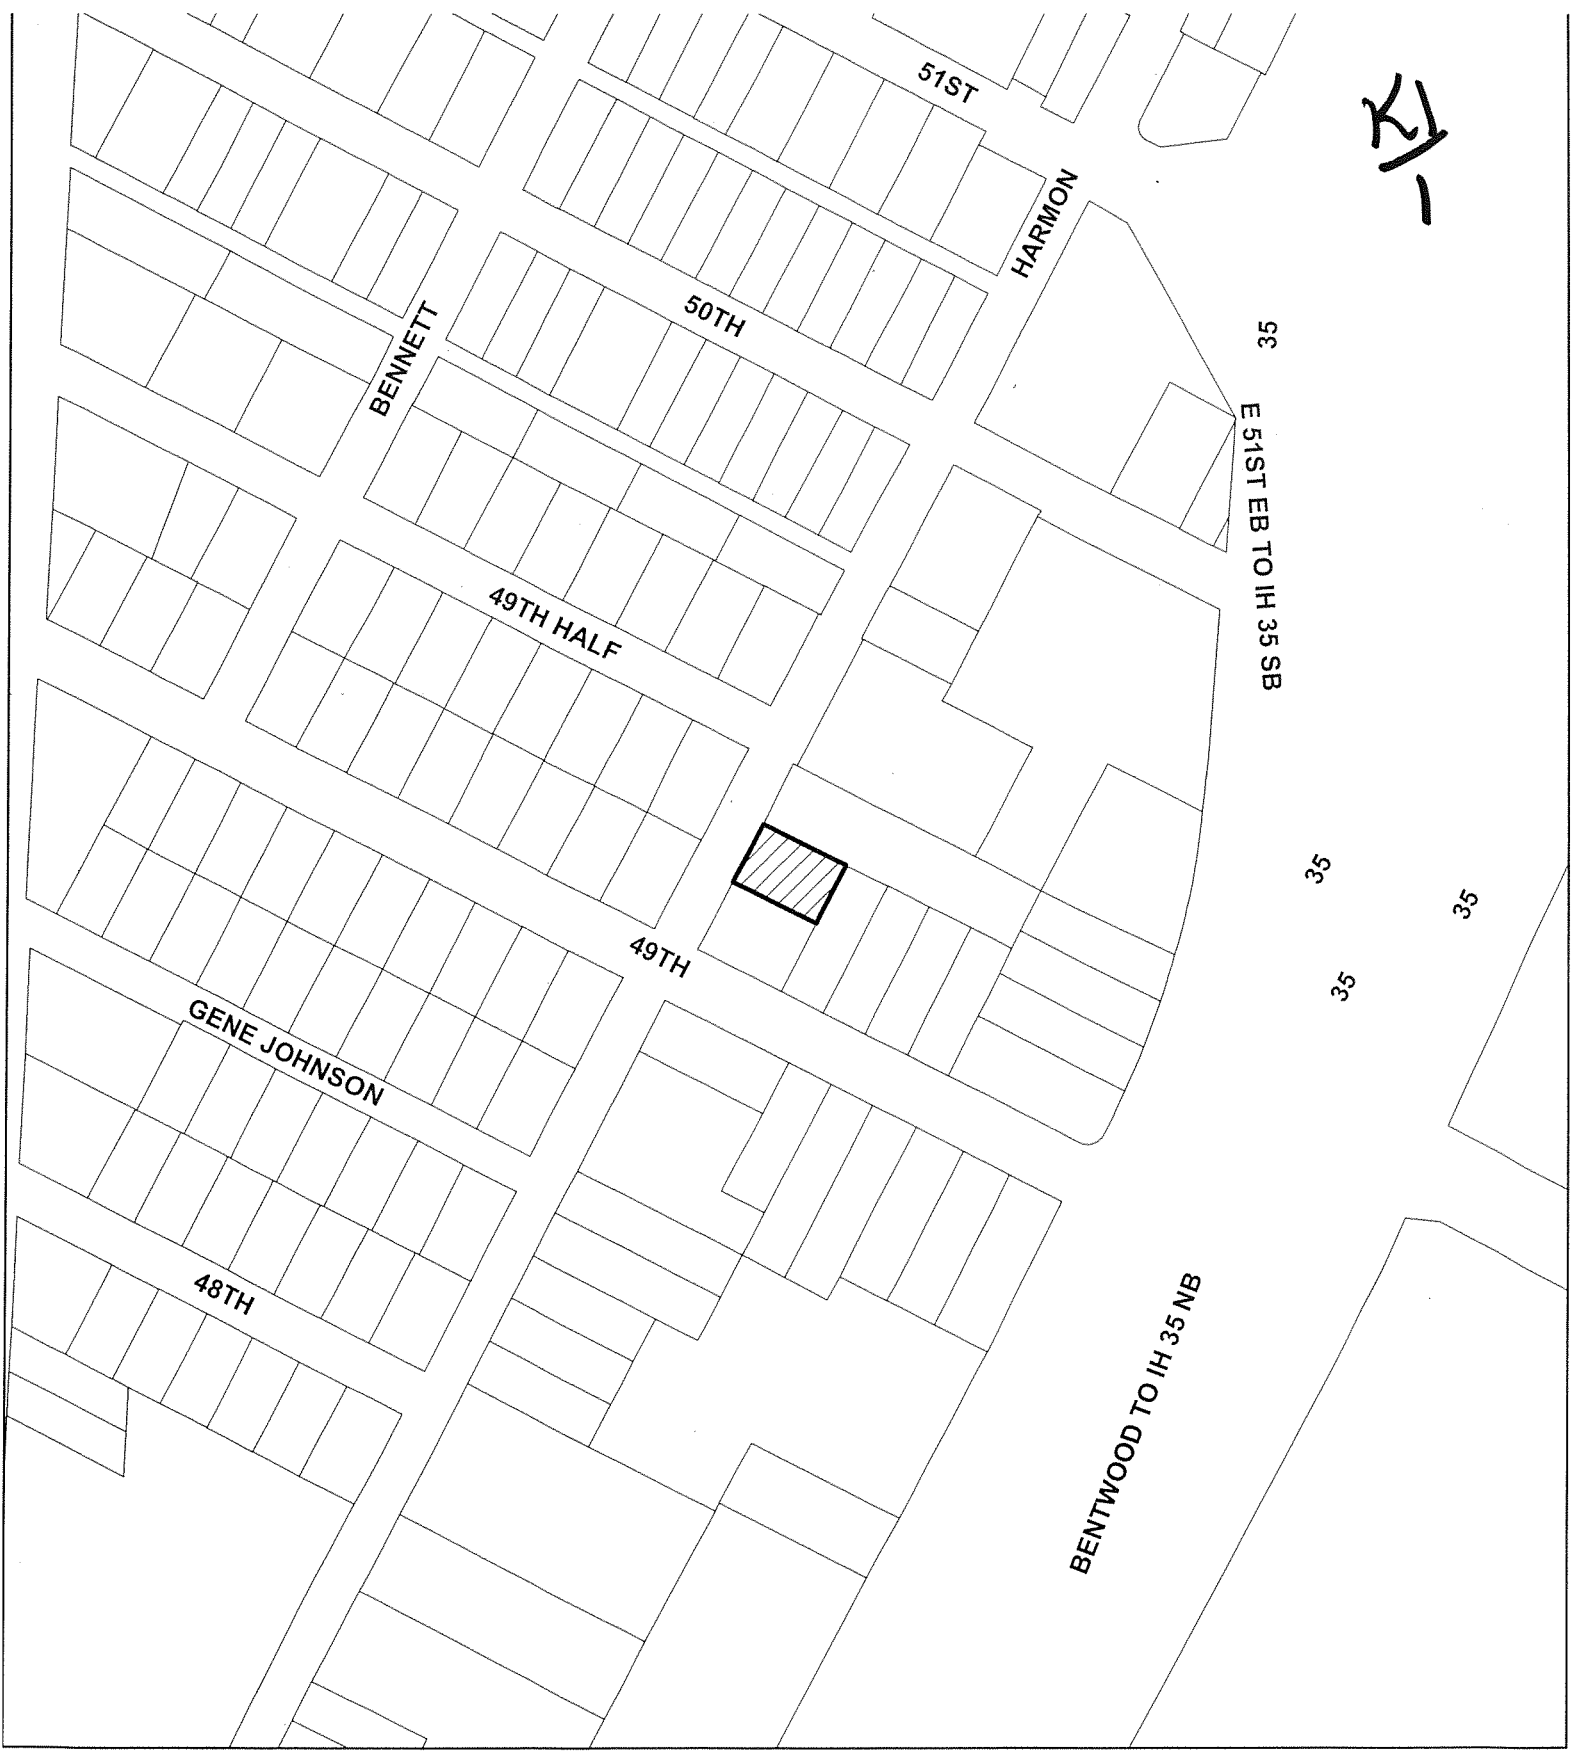 51ST
K1/1
HARMON
50TH
35
BENNETT
E 51ST EB TO IH 35 SB
49TH HALF
35
35
49TH
35
GENE JOHNSON
48TH
BENTWOOD TO IH 35 NB